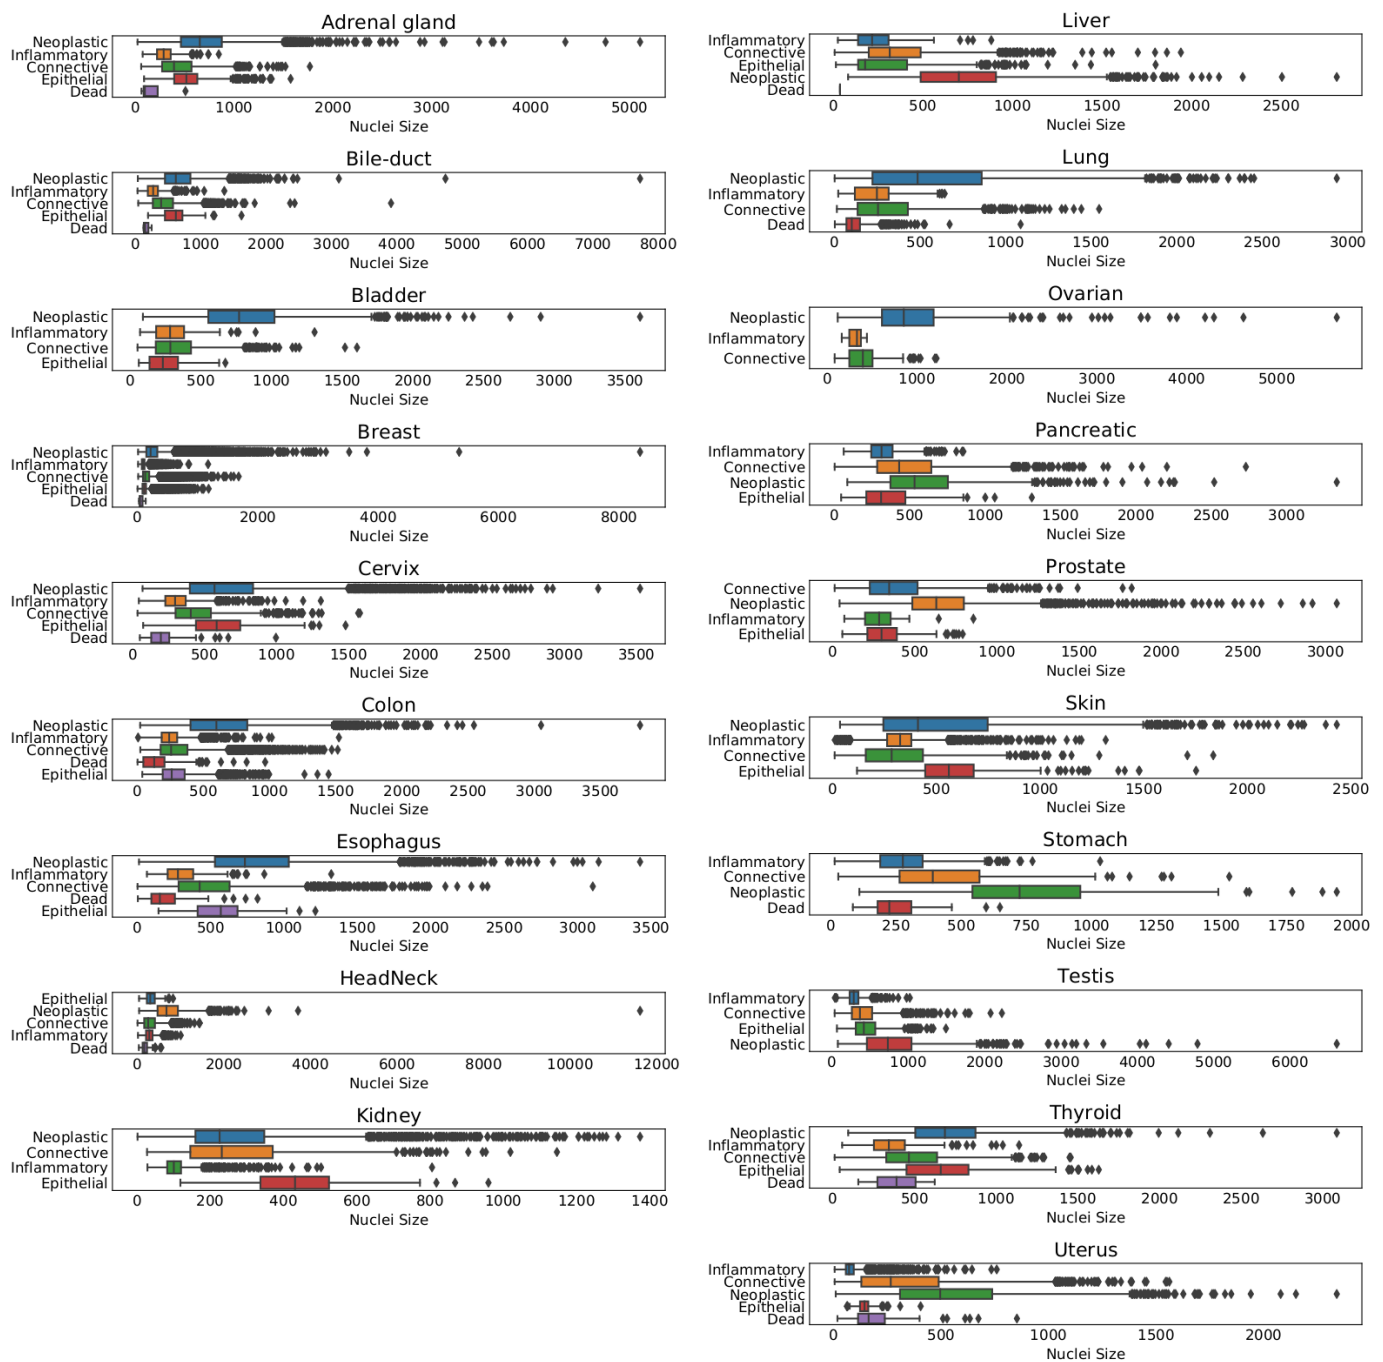 Adrenal gland
Neoplastic
Inflammatory
Connective
Epithelial
Dead
0 1000 2000 3000 4000 5000
Nuclei Size
Bile-duct
Neoplastic
Inflammatory
Connective
Epithelial
Dead
0 1000 2000 3000 4000 5000 6000 7000 8000
Nuclei Size
Bladder
Neoplastic
Inflammatory
Connective
Epithelial
0 500 1000 1500 2000 2500 3000 3500
Nuclei Size
Breast
Neoplastic
Inflammatory
Connective
Epithelial
Dead
0 2000 4000 6000 8000
Nuclei Size
Cervix
Neoplastic
Inflammatory
Connective
Epithelial
Dead
0 500 1000 1500 2000 2500 3000 3500
Nuclei Size
Colon
Neoplastic
Inflammatory
Connective
Dead
Epithelial
0 500 1000 1500 2000 2500 3000 3500
Nuclei Size
Esophagus
Neoplastic
Inflammatory
Connective
Dead
Epithelial
0 500 1000 1500 2000 2500 3000 3500
Nuclei Size
HeadNeck
Epithelial
Neoplastic
Connective
Inflammatory
Dead
0 2000 4000 6000 8000 10000 12000
Nuclei Size
Kidney
Neoplastic
Connective
Inflammatory
Epithelial
0 200 400 600 800 1000 1200 1400
Nuclei Size
Liver
Inflammatory
Connective
Epithelial
Neoplastic
Dead
0 500 1000 1500 2000 2500
Nuclei Size
Lung
Neoplastic
Inflammatory
Connective
Dead
0 500 1000 1500 2000 2500 3000
Nuclei Size
Ovarian
Neoplastic
Inflammatory
Connective
0 1000 2000 3000 4000 5000
Nuclei Size
Pancreatic
Inflammatory
Connective
Neoplastic
Epithelial
0 500 1000 1500 2000 2500 3000
Nuclei Size
Prostate
Connective
Neoplastic
Inflammatory
Epithelial
0 500 1000 1500 2000 2500 3000
Nuclei Size
Skin
Neoplastic
Inflammatory
Connective
Epithelial
0 500 1000 1500 2000 2500
Nuclei Size
Stomach
Inflammatory
Connective
Neoplastic
Dead
0 250 500 750 1000 1250 1500 1750 2000
Nuclei Size
Testis
Inflammatory
Connective
Epithelial
Neoplastic
0 1000 2000 3000 4000 5000 6000
Nuclei Size
Thyroid
Neoplastic
Inflammatory
Connective
Epithelial
Dead
0 500 1000 1500 2000 2500 3000
Nuclei Size
Uterus
Inflammatory
Connective
Neoplastic
Epithelial
Dead
0 500 1000 1500 2000
Nuclei Size